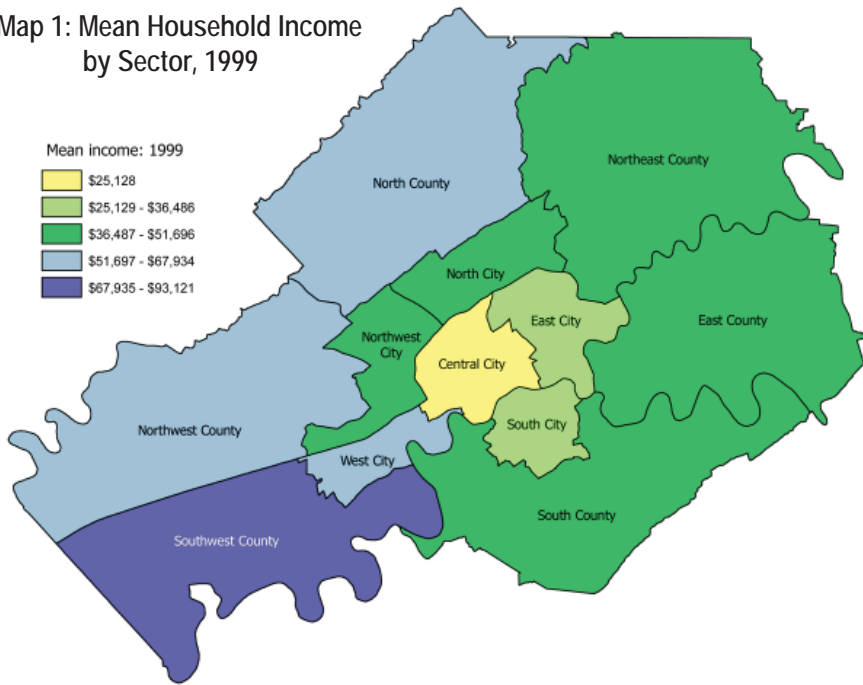 Map 1: Mean Household Income
by Sector, 1999
Mean income: 1999
$25,128
$25,129 - $36,486
$36,487 - $51,696
$51,697 - $67,934
$67,935 - $93,121
North County
Northeast County
North City
Northwest
City
East City
East County
Central City
Northwest County
South City
West City
South County
Southwest County